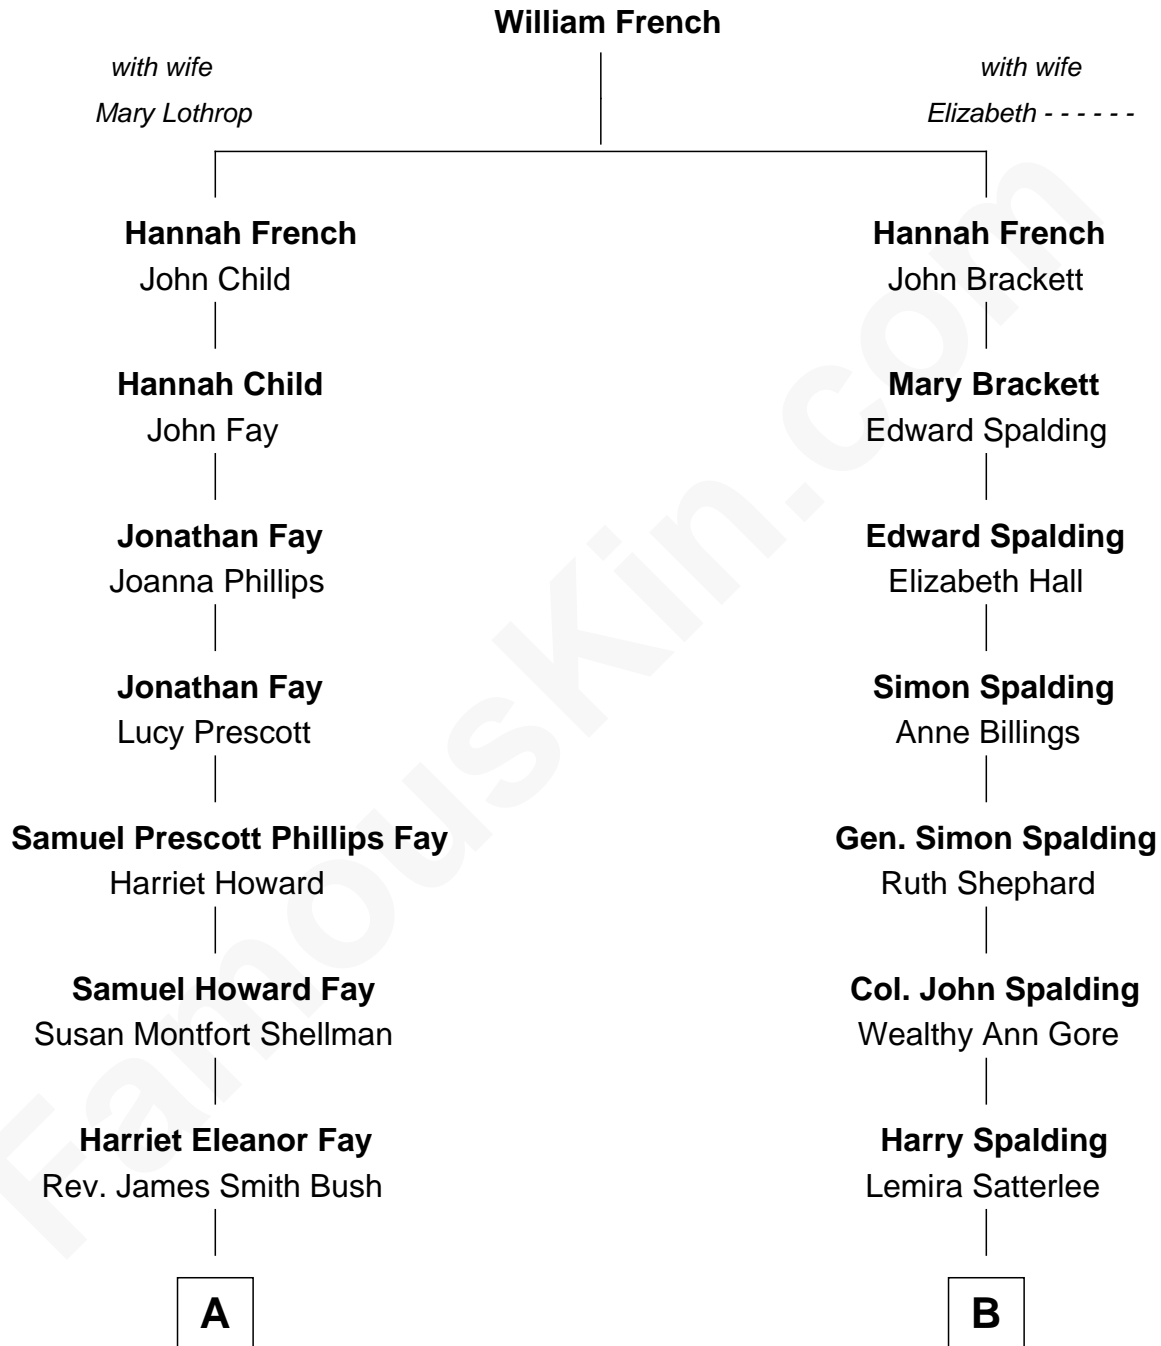 William French
with wife
Mary Lothrop
with wife
Elizabeth - - - - - -
Hannah French
John Child
Hannah French
John Brackett
Hannah Child
John Fay
Mary Brackett
Edward Spalding
Jonathan Fay
Joanna Phillips
Edward Spalding
Elizabeth Hall
Jonathan Fay
Lucy Prescott
Simon Spalding
Anne Billings
Samuel Prescott Phillips Fay
Harriet Howard
Gen. Simon Spalding
Ruth Shephard
Samuel Howard Fay
Susan Montfort Shellman
Col. John Spalding
Wealthy Ann Gore
Harriet Eleanor Fay
Rev. James Smith Bush
Harry Spalding
Lemira Satterlee
A
B
FamousKin.com